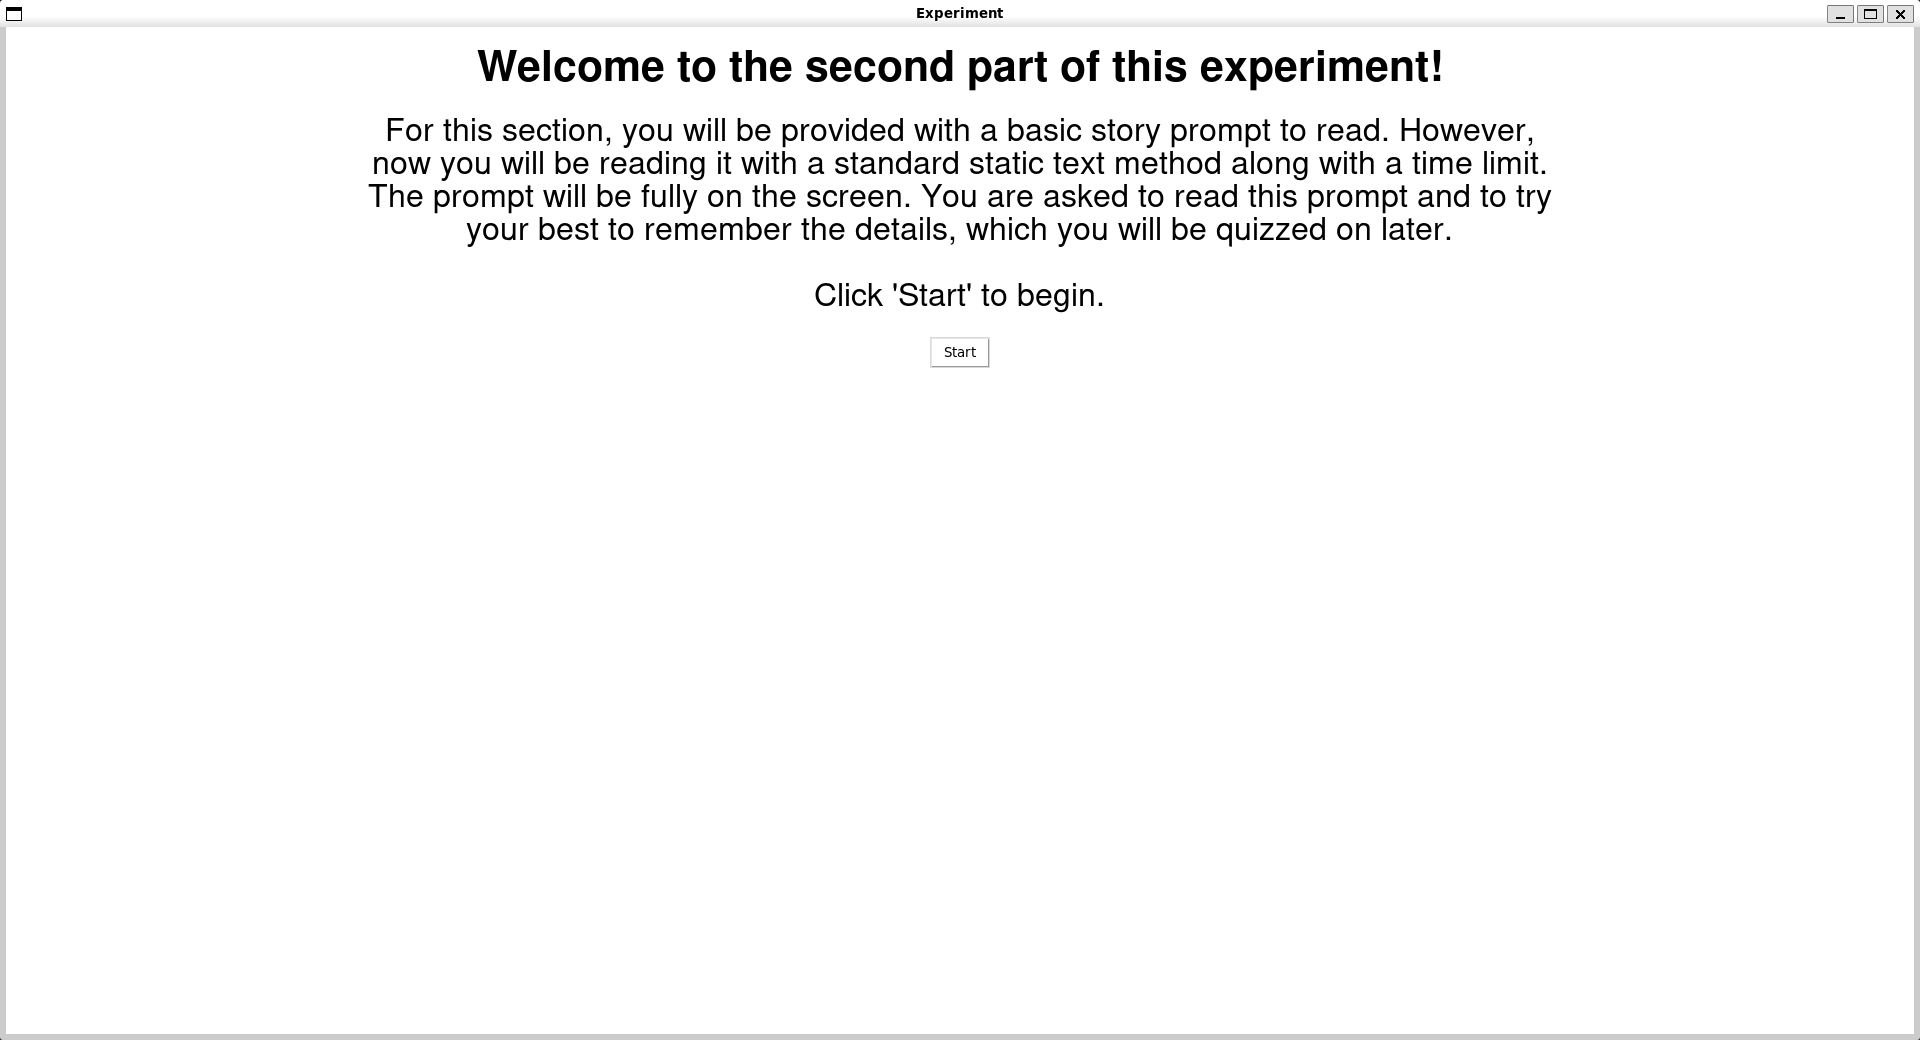 Experiment
Welcome to the second part of this experiment!
For this section, you will be provided with a basic story prompt to read. However,
now you will be reading it with a standard static text method along with a time limit.
The prompt will be fully on the screen. You are asked to read this prompt and to try
your best to remember the details, which you will be quizzed on later.
Click 'Start' to begin.
Start